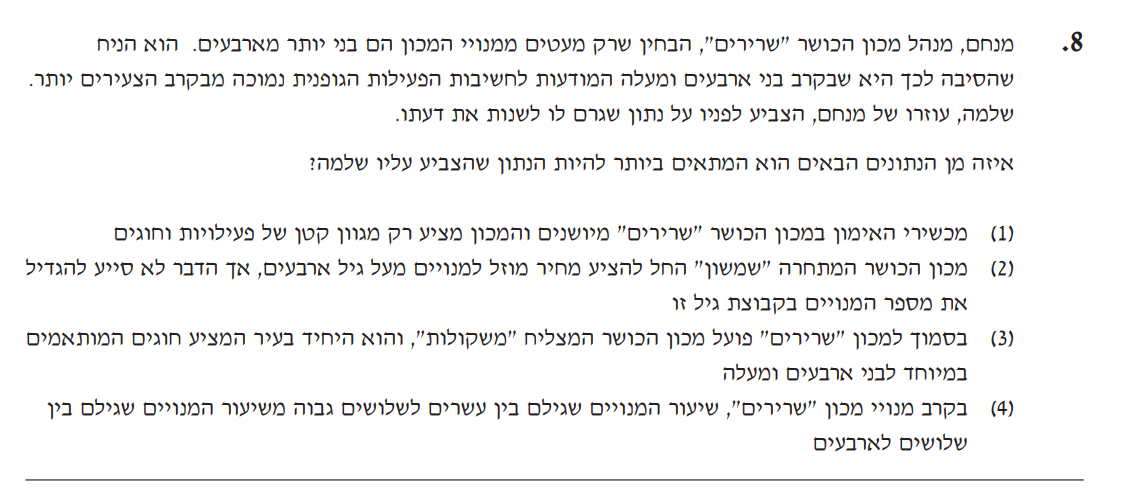 8. מנחם, מנהל מכון הכושר "שרירים", הבחין שרק מעטים ממנויי המכון הם בני יותר מארבעים. הוא הניח
שהסיבה לכך היא שבקרב בני ארבעים ומעלה המודעות לחשיבות הפעילות הגופנית נמוכה מבקרב הצעירים יותר.
שלמה, עוזרו של מנחם, הצביע לפניו על נתון שגרם לו לשנות את דעתו.
איזה מן הנתונים הבאים הוא המתאים ביותר להיות הנתון שהצביע עליו שלמה?
(1) מכשירי האימון במכון הכושר "שרירים" מיושנים והמכון מציע רק מגוון קטן של פעילויות וחוגים
(2) מכון הכושר המתחרה "שמשון" החל להציע מחיר מוזל למנויים מעל גיל ארבעים, אך הדבר לא סייע להגדיל
את מספר המנויים בקבוצת גיל זו
(3) בסמוך למכון "שרירים" פועל מכון הכושר המצליח "משקולות", והוא היחיד בעיר המציע חוגים המותאמים
במיוחד לבני ארבעים ומעלה
(4) בקרב מנויי מכון "שרירים", שיעור המנויים שגילם בין עשרים לשלושים גבוה משיעור המנויים שגילם בין
שלושים לארבעים